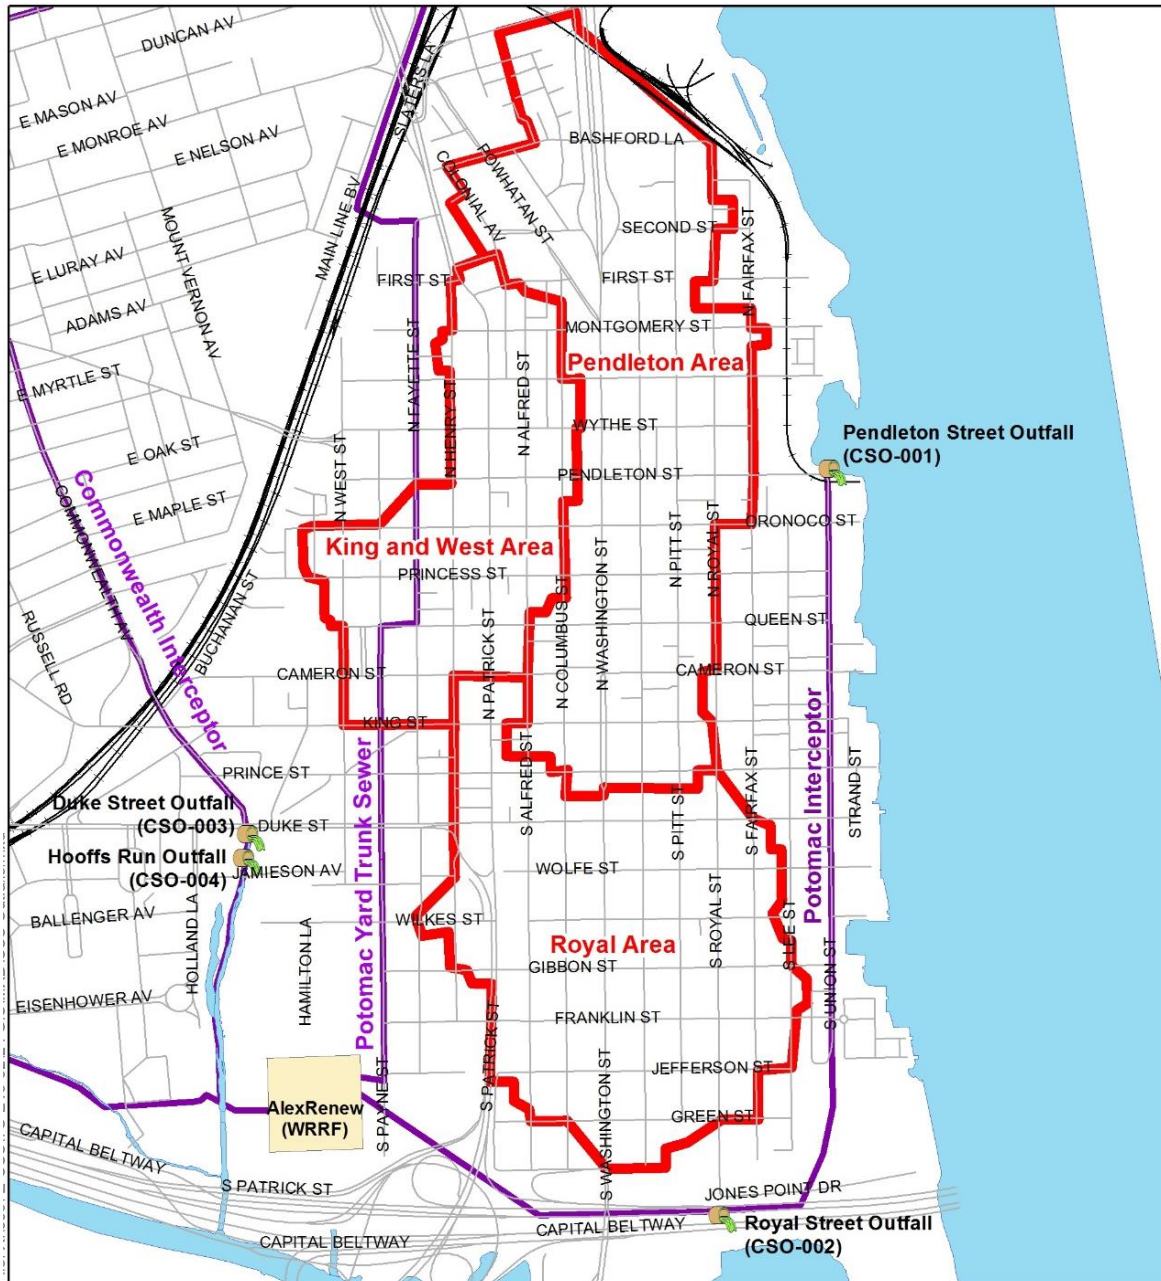 DUNCAN AV
SLATERS LA
E MASON AV
E MONROE AV
E NELSON AV
BASHFORD LA
POWHATAN ST
COLONIAL AV
MAIN LINE BV
MOUNT VERNON AV
SECOND ST
N FAIRFAX ST
E LURAY AV
FIRST ST
FIRST ST
ADAMS AV
MONTGOMERY ST
N FAYETTE ST
Pendleton Area
E MYRTLE ST
N HENRY ST
N ALFRED ST
WYTHE ST
Pendleton Street Outfall
(CSO-001)
E OAK ST
N WEST ST
PENDLETON ST
Commonwealth Interceptor
COMMONWEALTH AV
E MAPLE ST
ORONOCO ST
N PITT ST
N ROYAL ST
King and West Area
PRINCESS ST
N COLUMBUS ST
N WASHINGTON ST
BUCHANAN ST
RUSSELL RD
QUEEN ST
N PATRICK ST
CAMERON ST
CAMERON ST
KING ST
Potomac Interceptor
PRINCE ST
S ALFRED ST
S PITT ST
S FAIRFAX ST
STRAND ST
Duke Street Outfall
(CSO-003)
DUKE ST
Potomac Yard Trunk Sewer
Hooffs Run Outfall
(CSO-004)
JAMIESON AV
WOLFE ST
BALLENGER AV
HOLLAND LA
WILKES ST
S ROYAL ST
S LEE ST
Royal Area
GIBBON ST
S UNION ST
EISENHOWER AV
HAMILTON LA
FRANKLIN ST
S PATRICK ST
JEFFERSON ST
S PAYNE ST
S WASHINGTON ST
AlexRenew
(WRRF)
GREEN ST
CAPITAL BELTWAY
S PATRICK ST
JONES POINT DR
CAPITAL BELTWAY
CAPITAL BELTWAY
Royal Street Outfall
(CSO-002)